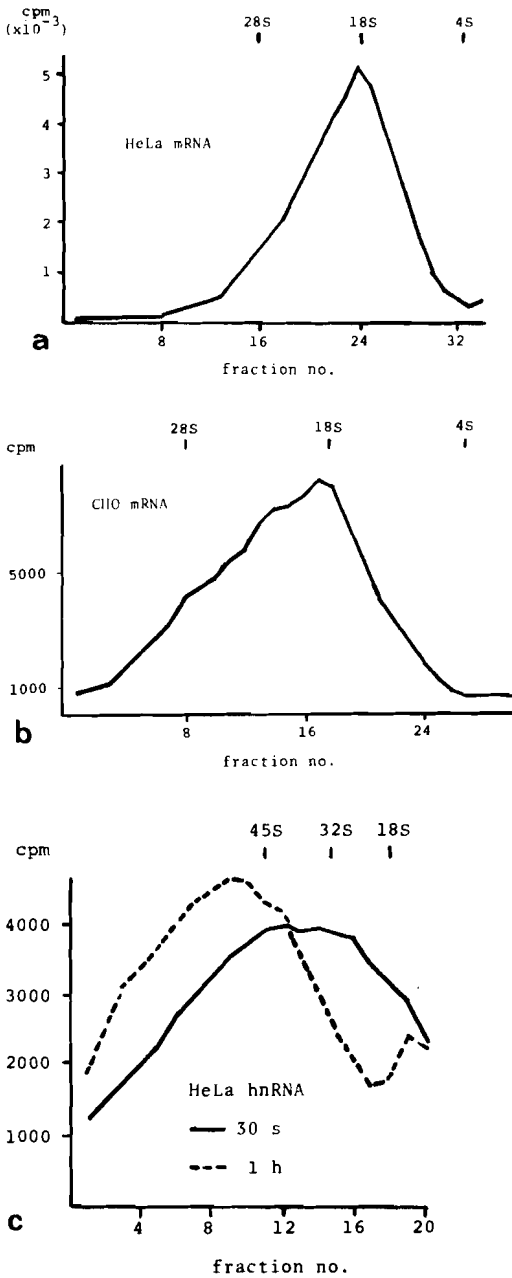 cpm
(x10⁻³)
28S 18S 4S
5
4
3
2
1
HeLa mRNA
8 16 24 32
a
fraction no.
28S 18S 4S
cpm
CHO mRNA
5000
1000
8 16 24
b
fraction no.
45S 32S 18S
cpm
4000
3000
2000
1000
HeLa hnRNA
30 s
1 h
4 8 12 16 20
c
fraction no.